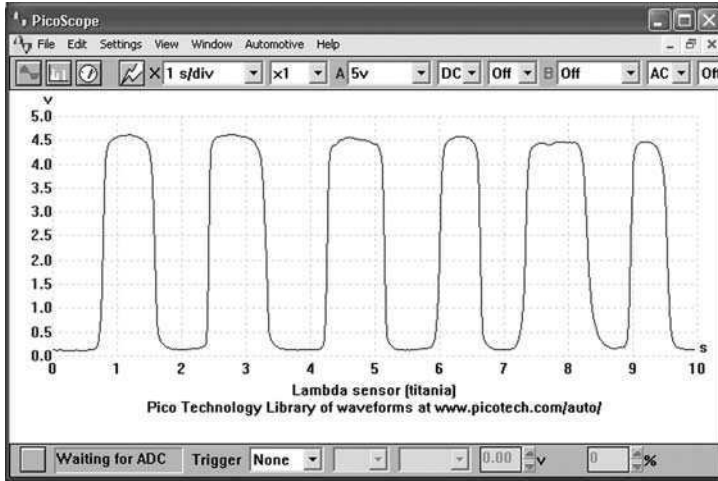 PicoScope
File Edit Settings View Window Automotive Help
X 1 s/div x1 A 5v DC Off B Off AC Off
v
5.0
4.5
4.0
3.5
3.0
2.5
2.0
1.5
1.0
0.5
0.0
s
0 1 2 3 4 5 6 7 8 9 10
Lambda sensor (titania)
Pico Technology Library of waveforms at www.picotech.com/auto/
Waiting for ADC Trigger None 0.00 v 0 %